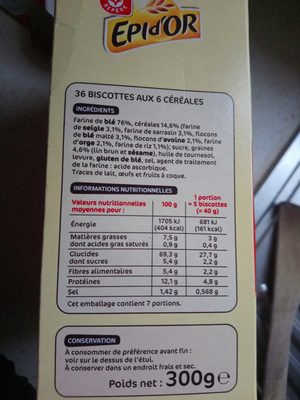 REPÈRE
EPI d'OR
36 BISCOTTES AUX 6 CÉRÉALES
INGRÉDIENTS
Farine de blé 76%, céréales 14,6% (farine
de seigle 3,1%, farine de sarrasin 3,1%, flocons
de blé malté 3,1%, flocons d'avoine 2,1%, farine
d'orge 2,1%, farine de riz 1,1%), sucre, graines
4,6% (lin brun et sésame), huile de tournesol,
levure, gluten de blé, sel, agent de traitement
de la farine : acide ascorbique.
Traces de lait, œufs et fruits à coque.
INFORMATIONS NUTRITIONNELLES
Valeurs nutritionnelles moyennes pour : 100 g 1 portion = 5 biscottes (= 40 g)
Énergie 1705 kJ (404 kcal) 681 kJ (161 kcal)
Matières grasses 7,5 g 3 g
dont acides gras saturés 0,9 g 0,4 g
Glucides 69,3 g 27,7 g
dont sucres 5,4 g 2,2 g
Fibres alimentaires 5,4 g 2,2 g
Protéines 12,1 g 4,8 g
Sel 1,42 g 0,568 g
Cet emballage contient 7 portions.
CONSERVATION
À consommer de préférence avant fin :
voir sur le dessus de l'étui.
À conserver dans un endroit frais et sec.
Poids net : 300g e